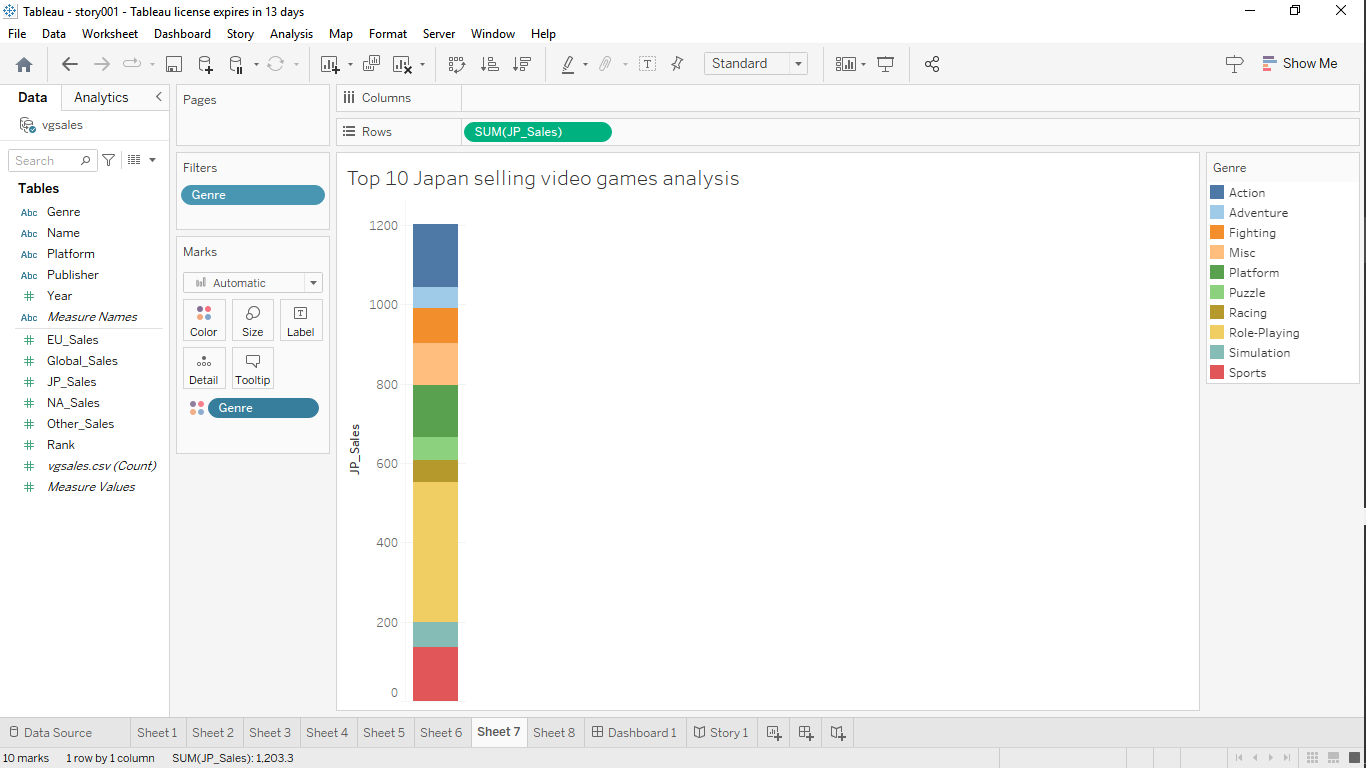 Tableau - story001 - Tableau license expires in 13 days
File Data Worksheet Dashboard Story Analysis Map Format Server Window Help
Standard
Show Me
Data Analytics
vgsales
Search
Tables
Abc Genre
Abc Name
Abc Platform
Abc Publisher
# Year
Abc Measure Names
# EU_Sales
# Global_Sales
# JP_Sales
# NA_Sales
# Other_Sales
# Rank
# vgsales.csv (Count)
# Measure Values
Pages
Filters
Genre
Marks
Automatic
Color Size Label
Detail Tooltip
Genre
Columns
Rows SUM(JP_Sales)
Top 10 Japan selling video games analysis
1200
1000
800
600
400
200
0
JP_Sales
Genre
Action
Adventure
Fighting
Misc
Platform
Puzzle
Racing
Role-Playing
Simulation
Sports
Data Source Sheet 1 Sheet 2 Sheet 3 Sheet 4 Sheet 5 Sheet 6 Sheet 7 Sheet 8 Dashboard 1 Story 1
10 marks 1 row by 1 column SUM(JP_Sales): 1,203.3